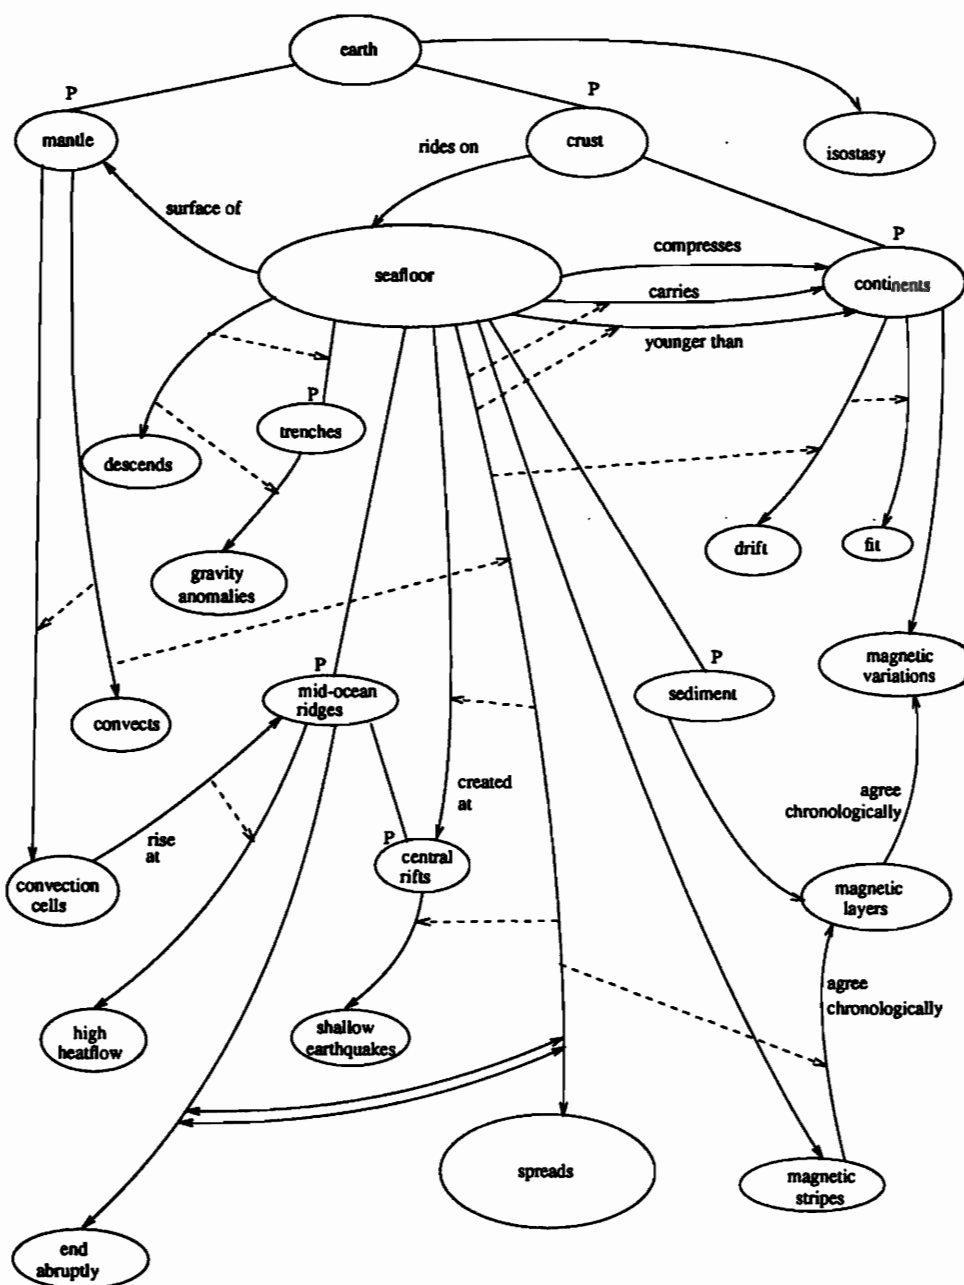 earth
P
P
mantle
crust
isostasy
rides on
surface of
P
compresses
seafloor
continents
carries
younger than
P
trenches
descends
drift
fit
gravity
anomalies
P
P
magnetic
variations
mid-ocean
ridges
sediment
convects
created
at
agree
chronologically
rise
at
P
central
rifts
convection
cells
magnetic
layers
agree
chronologically
high
heatflow
shallow
earthquakes
spreads
magnetic
stripes
end
abruptly